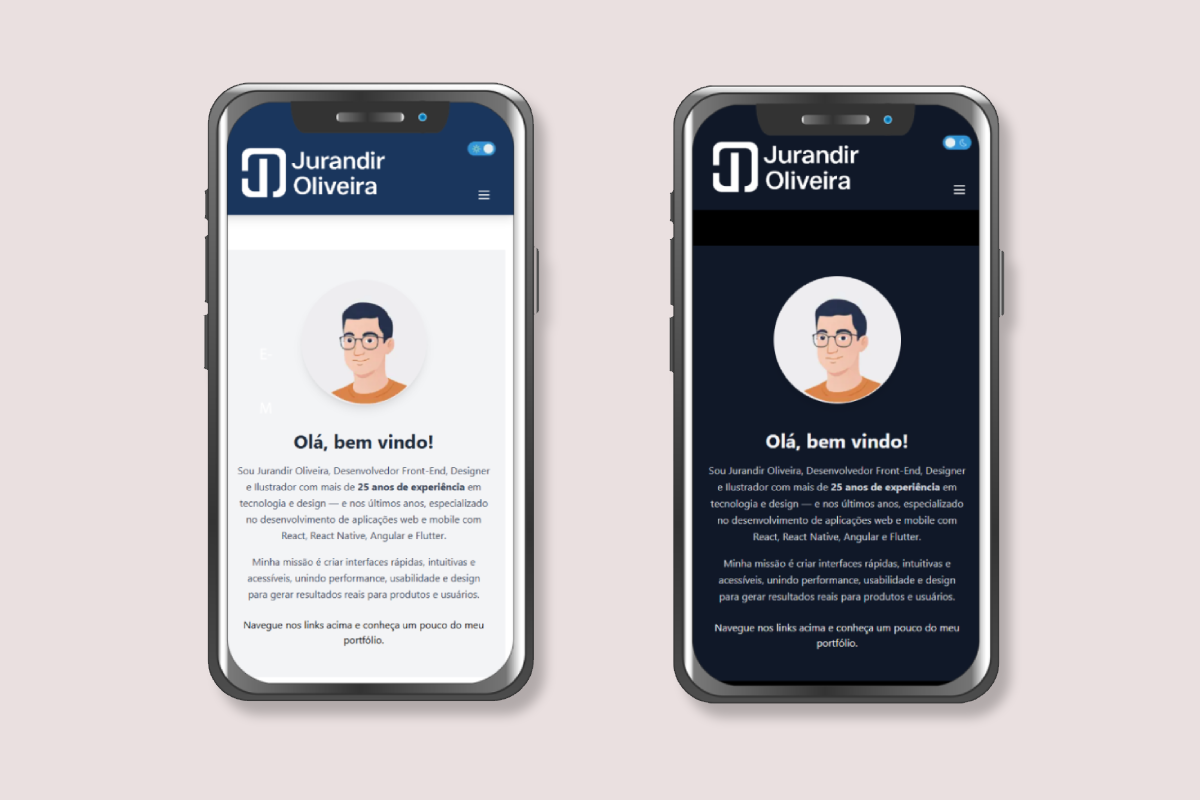 Jurandir
Oliveira
E-
M
Olá, bem vindo!
Sou Jurandir Oliveira, Desenvolvedor Front-End, Designer
e Ilustrador com mais de 25 anos de experiência em
tecnologia e design — e nos últimos anos, especializado
no desenvolvimento de aplicações web e mobile com
React, React Native, Angular e Flutter.
Minha missão é criar interfaces rápidas, intuitivas e
acessíveis, unindo performance, usabilidade e design
para gerar resultados reais para produtos e usuários.
Navegue nos links acima e conheça um pouco do meu
portfólio.
Jurandir
Oliveira
Olá, bem vindo!
Sou Jurandir Oliveira, Desenvolvedor Front-End, Designer
e Ilustrador com mais de 25 anos de experiência em
tecnologia e design — e nos últimos anos, especializado
no desenvolvimento de aplicações web e mobile com
React, React Native, Angular e Flutter.
Minha missão é criar interfaces rápidas, intuitivas e
acessíveis, unindo performance, usabilidade e design
para gerar resultados reais para produtos e usuários.
Navegue nos links acima e conheça um pouco do meu
portfólio.